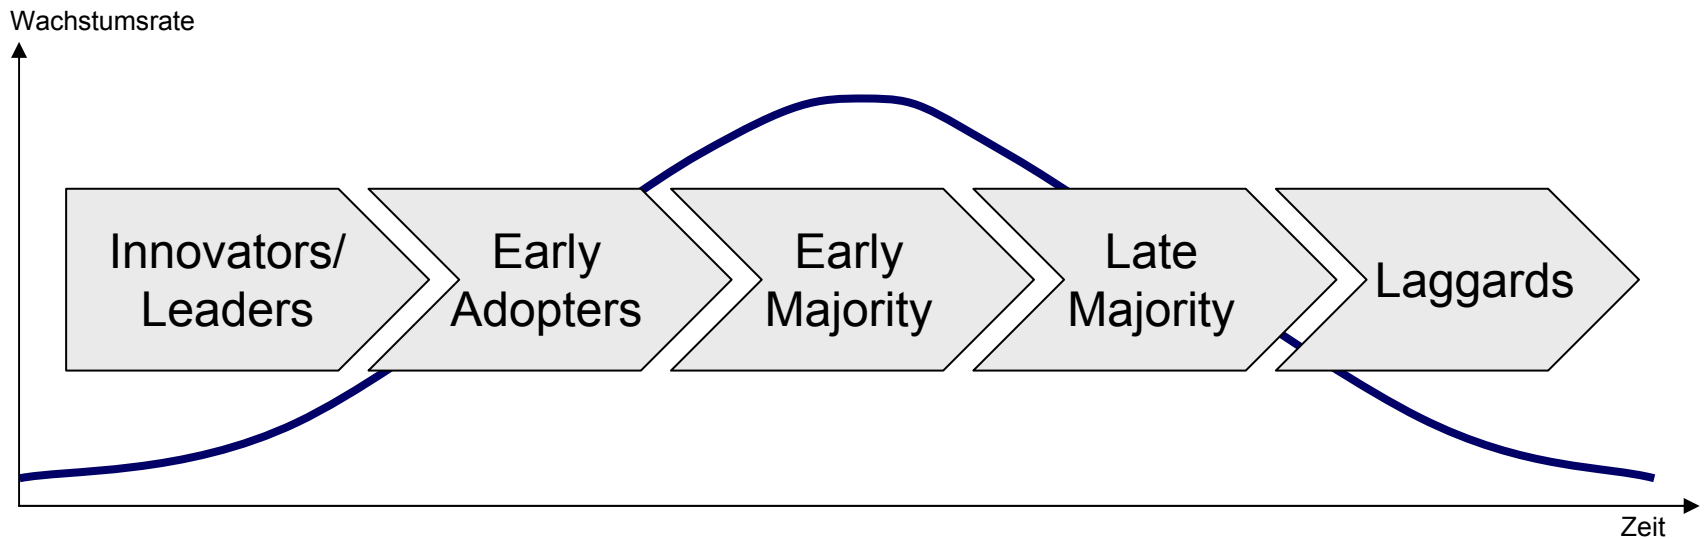 Wachstumsrate
Innovators/
Leaders
Early
Adopters
Early
Majority
Late
Majority
Laggards
Zeit